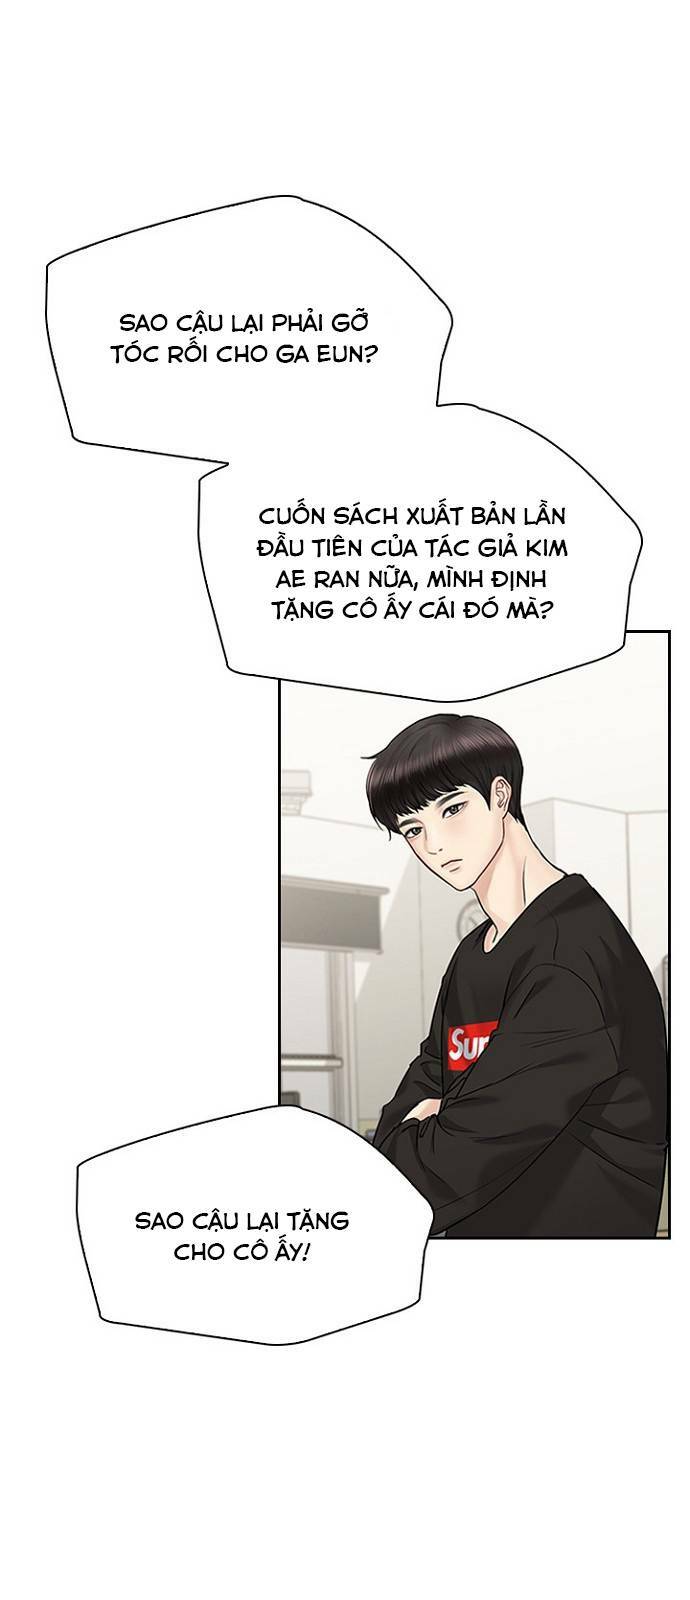 SAO CẬU LẠI PHẢI GỠ
TÓC RỐI CHO GA EUN?
CUỐN SÁCH XUẤT BẢN LẦN
ĐẦU TIÊN CỦA TÁC GIẢ KIM
AE RAN NỮA, MÌNH ĐỊNH
TẶNG CÔ ẤY CÁI ĐÓ MÀ?
Sup
SAO CẬU LẠI TẶNG
CHO CÔ ẤY!